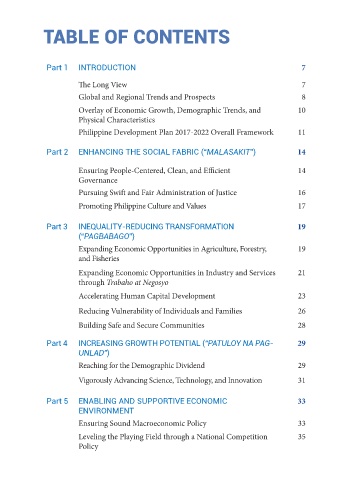 TABLE OF CONTENTS
Part 1 INTRODUCTION 7
The Long View 7
Global and Regional Trends and Prospects 8
Overlay of Economic Growth, Demographic Trends, and 10
Physical Characteristics
Philippine Development Plan 2017-2022 Overall Framework 11
Part 2 ENHANCING THE SOCIAL FABRIC ("MALASAKIT") 14
Ensuring People-Centered, Clean, and Efficient 14
Governance
Pursuing Swift and Fair Administration of Justice 16
Promoting Philippine Culture and Values 17
Part 3 INEQUALITY-REDUCING TRANSFORMATION 19
("PAGBABAGO")
Expanding Economic Opportunities in Agriculture, Forestry, 19
and Fisheries
Expanding Economic Opportunities in Industry and Services 21
through Trabaho at Negosyo
Accelerating Human Capital Development 23
Reducing Vulnerability of Individuals and Families 26
Building Safe and Secure Communities 28
Part 4 INCREASING GROWTH POTENTIAL ("PATULOY NA PAG- 29
UNLAD")
Reaching for the Demographic Dividend 29
Vigorously Advancing Science, Technology, and Innovation 31
Part 5 ENABLING AND SUPPORTIVE ECONOMIC 33
ENVIRONMENT
Ensuring Sound Macroeconomic Policy 33
Leveling the Playing Field through a National Competition 35
Policy